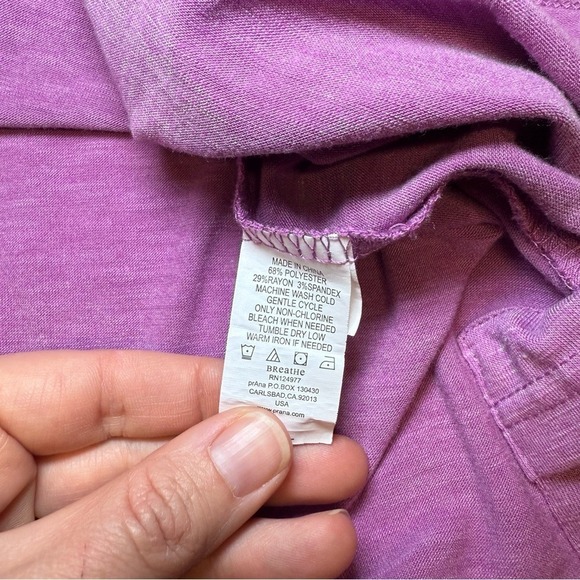 MADE IN CHINA
68% POLYESTER
29%RAYON 3%SPANDEX
MACHINE WASH COLD
GENTLE CYCLE
ONLY NON-CHLORINE
BLEACH WHEN NEEDED
TUMBLE DRY LOW
WARM IRON IF NEEDED
BReatHe
RN124977
prAna P.O.BOX 130430
CARLSBAD,CA.92013
USA
www.prAna.com